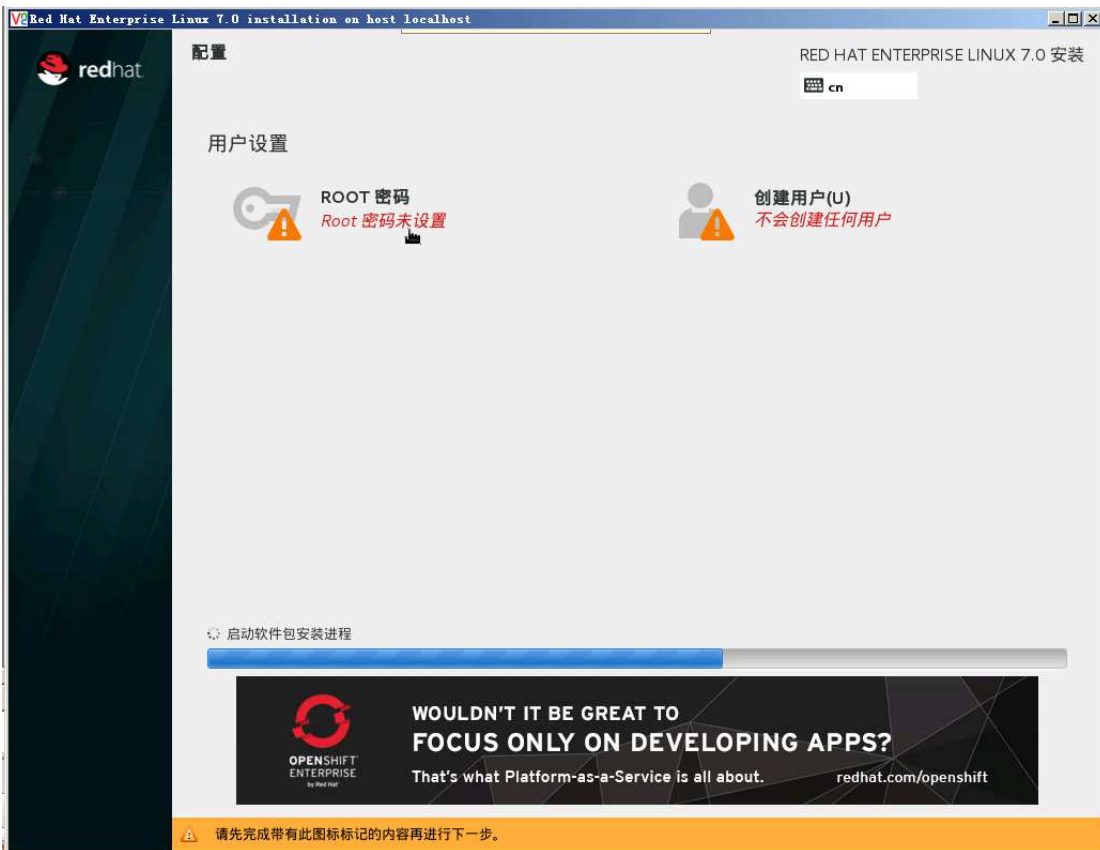 Red Hat Enterprise Linux 7.0 installation on host localhost
redhat.
配置
RED HAT ENTERPRISE LINUX 7.0 安装
cn
用户设置
ROOT 密码
Root 密码未设置
创建用户(U)
不会创建任何用户
启动软件包安装进程
OPENSHIFT
ENTERPRISE
by Red Hat
WOULDN'T IT BE GREAT TO
FOCUS ONLY ON DEVELOPING APPS?
That's what Platform-as-a-Service is all about.
redhat.com/openshift
请先完成带有此图标标记的内容再进行下一步。